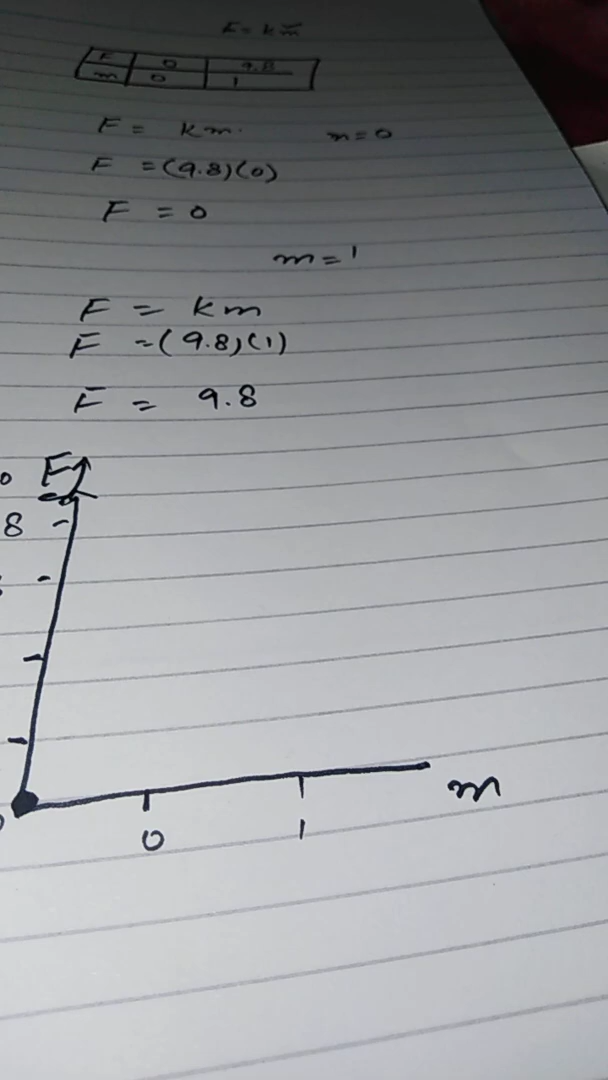 F = km
F 0 9.8
m 0 1
F = km. m=0
F =(9.8)(0)
F = 0
m=1
F = km
F =(9.8)(1)
F = 9.8
F
8
m
0 1